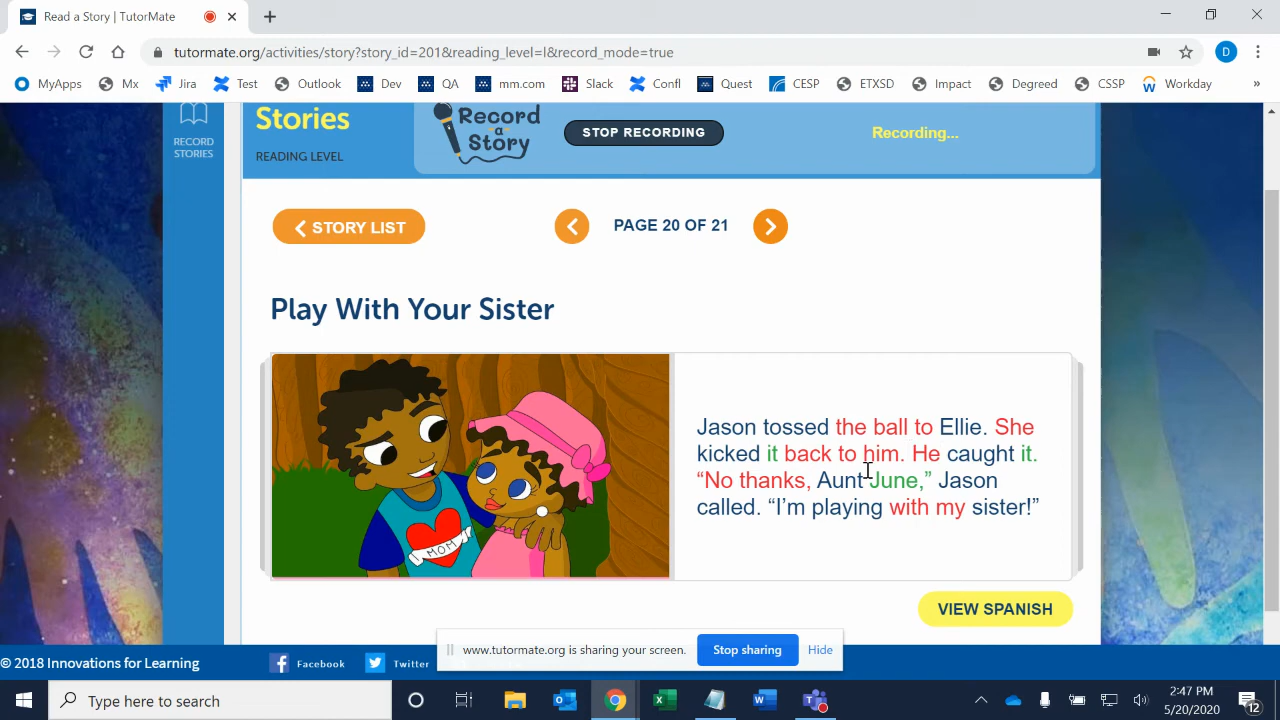 Read a Story | TutorMate
tutormate.org/activities/story?story_id=201&reading_level=I&record_mode=true
D
MyApps Mx Jira Test Outlook Dev QA mm.com Slack Confl Quest CESP ETXSD Impact Degreed CSSP Workday »
RECORD
STORIES
Stories
READING LEVEL
Record
a
Story
STOP RECORDING
Recording...
STORY LIST
PAGE 20 OF 21
Play With Your Sister
MOM
Jason tossed the ball to Ellie. She
kicked it back to him. He caught it.
“No thanks, Aunt June,” Jason
called. “I’m playing with my sister!”
VIEW SPANISH
www.tutormate.org is sharing your screen. Stop sharing Hide
© 2018 Innovations for Learning Facebook Twitter
Type here to search
2:47 PM
5/20/2020
12